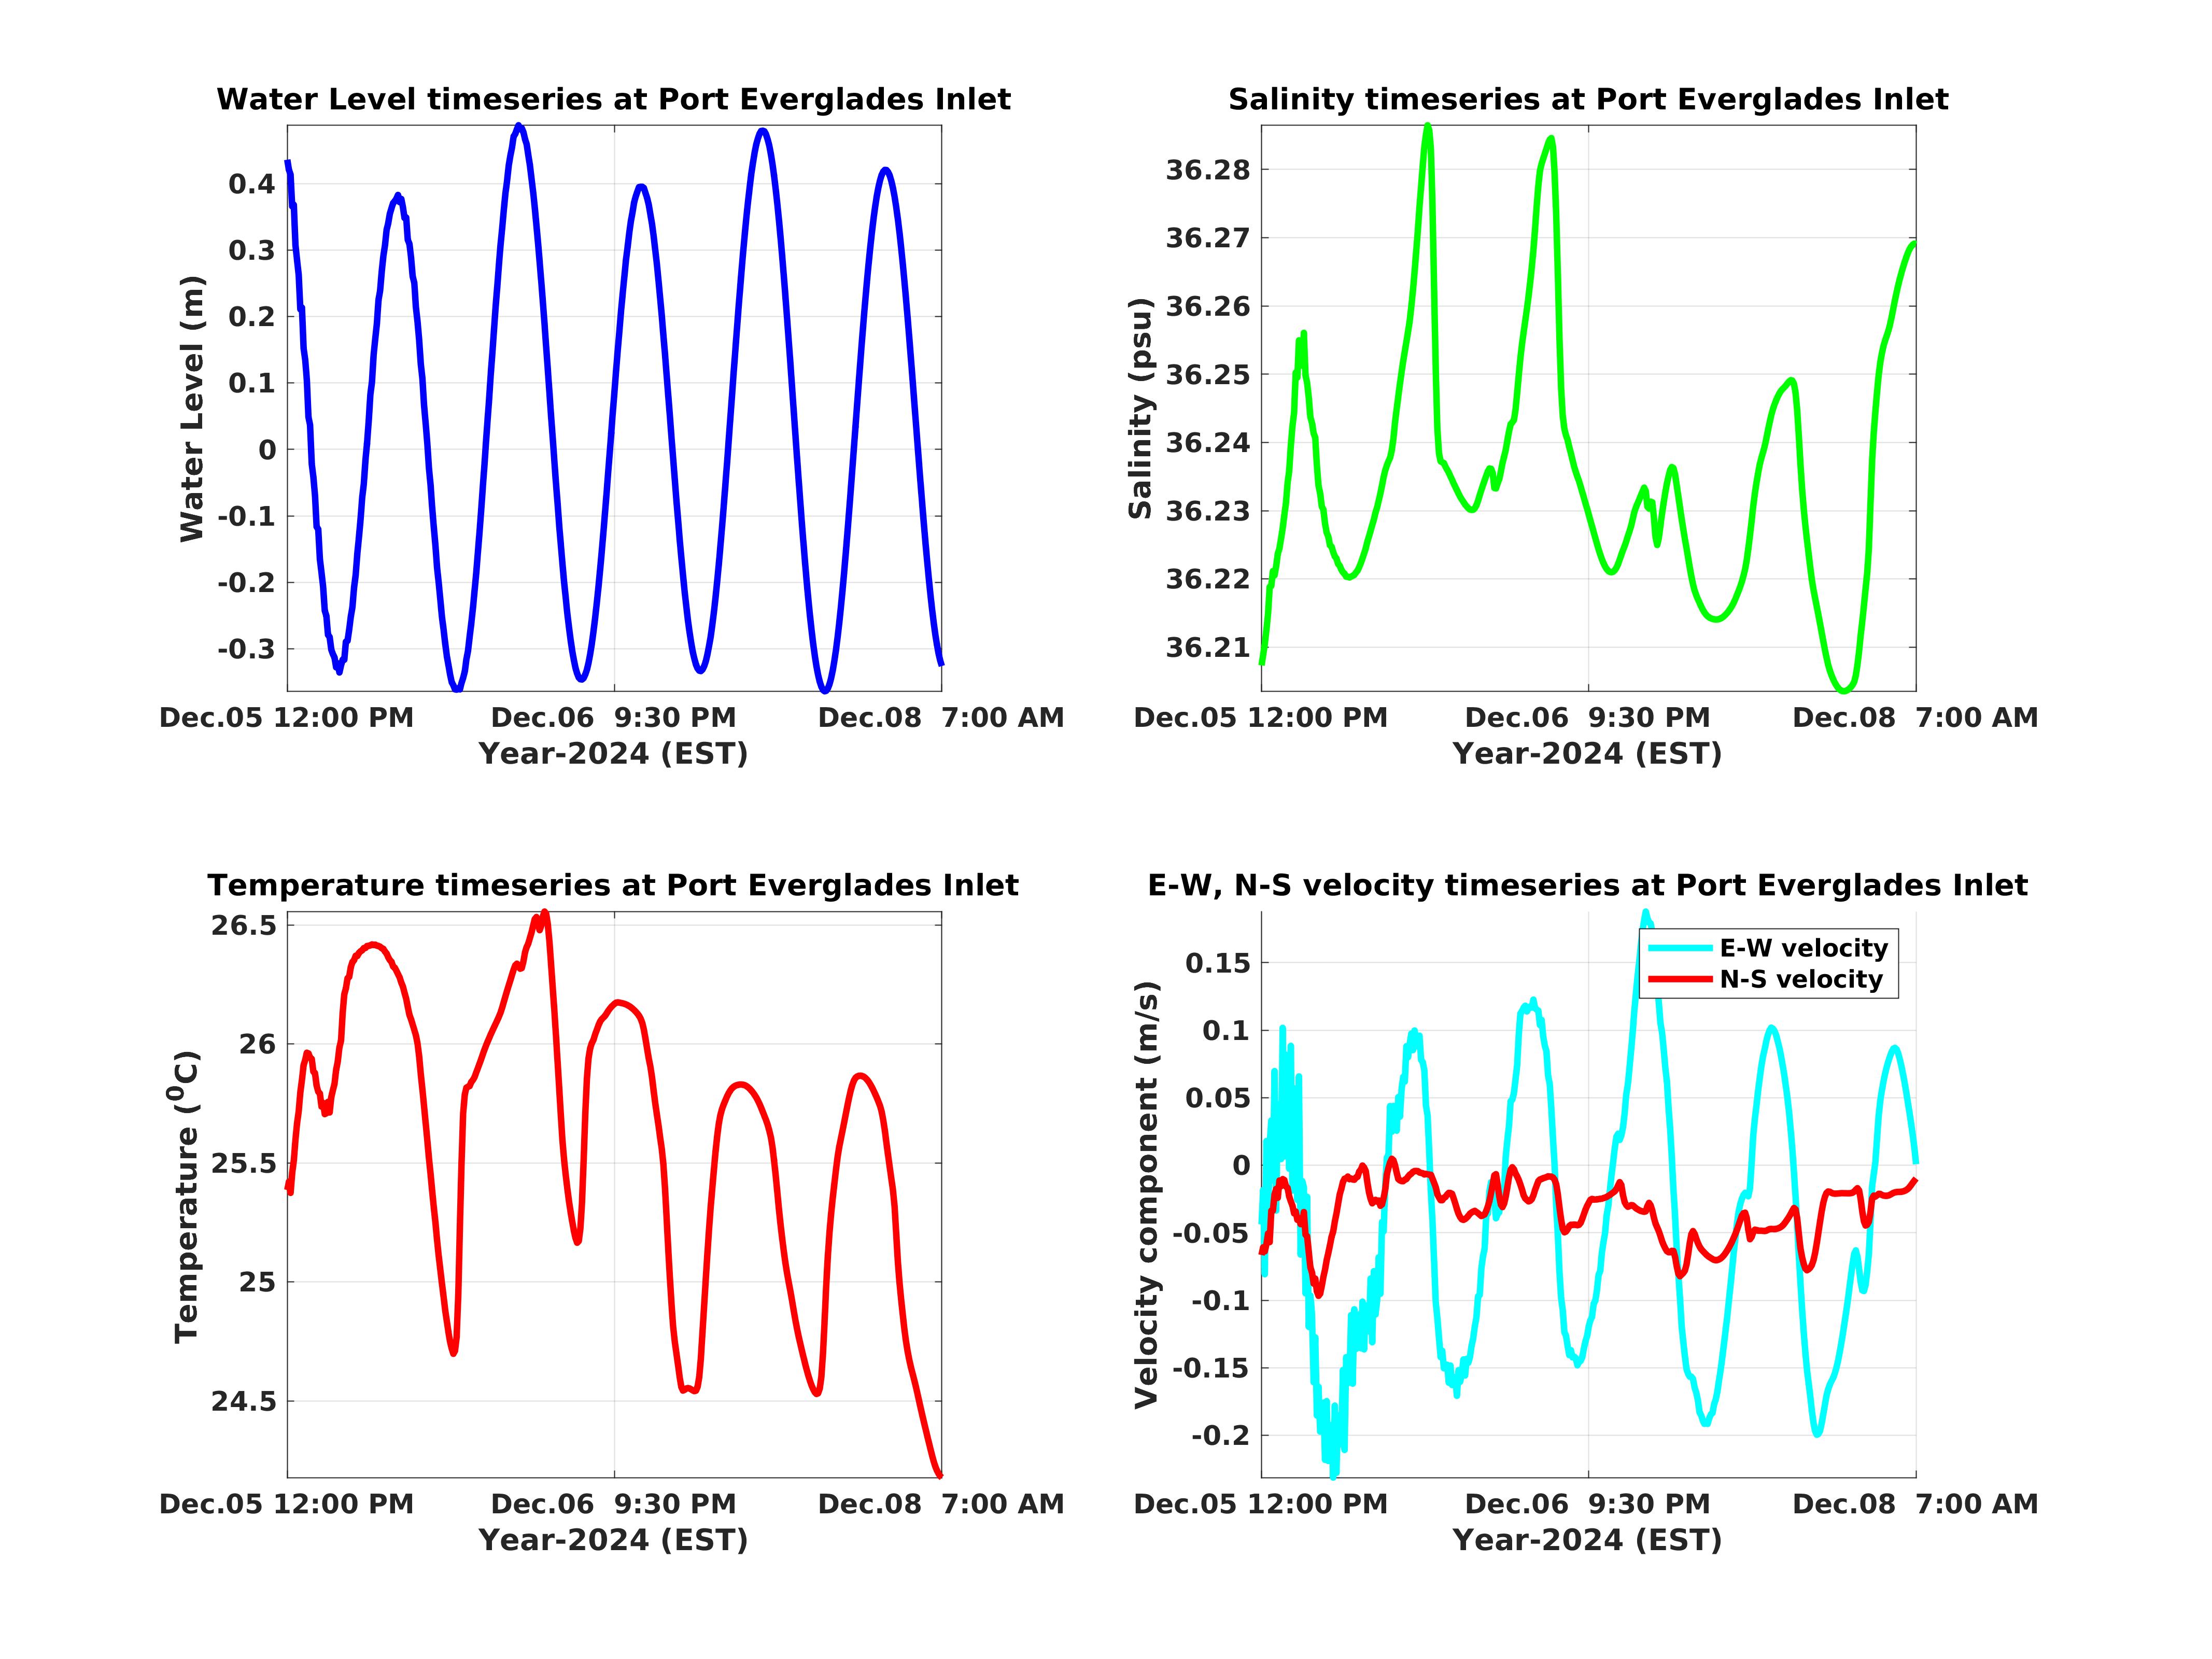 Water Level timeseries at Port Everglades Inlet
Water Level (m)
0.4
0.3
0.2
0.1
0
-0.1
-0.2
-0.3
Dec.05 12:00 PM Dec.06 9:30 PM Dec.08 7:00 AM
Year-2024 (EST)
Salinity timeseries at Port Everglades Inlet
Salinity (psu)
36.28
36.27
36.26
36.25
36.24
36.23
36.22
36.21
Dec.05 12:00 PM Dec.06 9:30 PM Dec.08 7:00 AM
Year-2024 (EST)
Temperature timeseries at Port Everglades Inlet
Temperature (⁰C)
26.5
26
25.5
25
24.5
Dec.05 12:00 PM Dec.06 9:30 PM Dec.08 7:00 AM
Year-2024 (EST)
E-W, N-S velocity timeseries at Port Everglades Inlet
Velocity component (m/s)
E-W velocity
N-S velocity
0.15
0.1
0.05
0
-0.05
-0.1
-0.15
-0.2
Dec.05 12:00 PM Dec.06 9:30 PM Dec.08 7:00 AM
Year-2024 (EST)